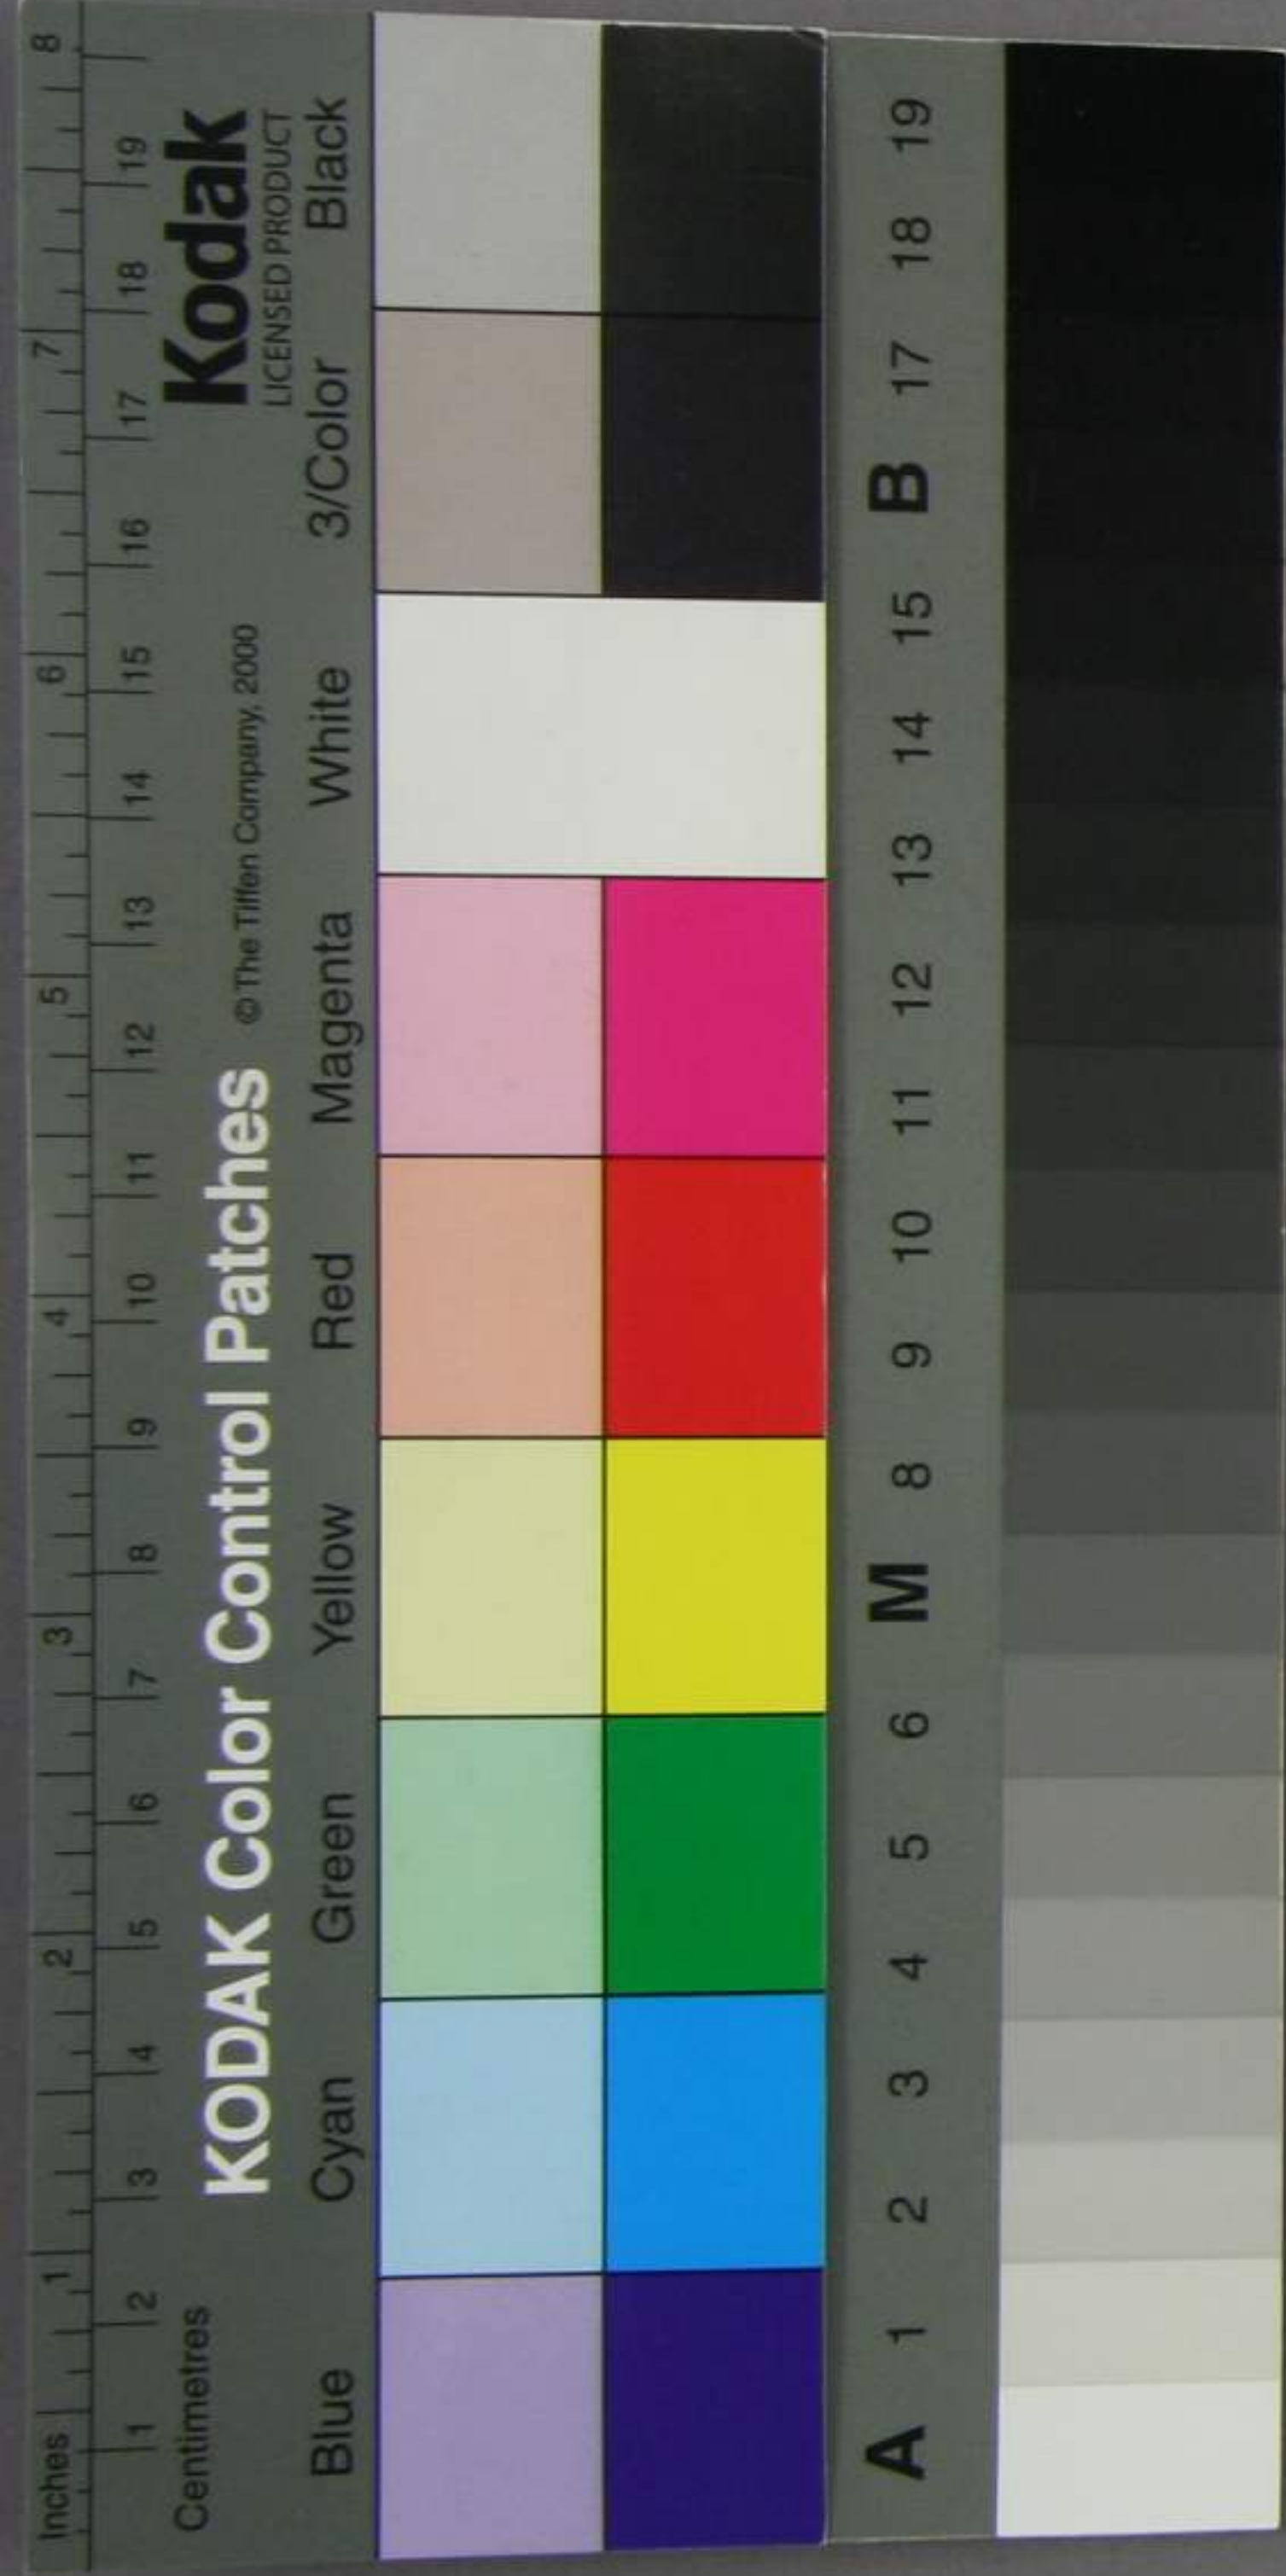 Inches 1 2 3 4 5 6 7 8
1 2 3 4 5 6 7 8 9 10 11 12 13 14 15 16 17 18 19
Centimetres
KODAK Color Control Patches © The Tiffen Company, 2000 Kodak
LICENSED PRODUCT
Blue Cyan Green Yellow Red Magenta White 3/Color Black
A 1 2 3 4 5 6 M 8 9 10 11 12 13 14 15 B 17 18 19